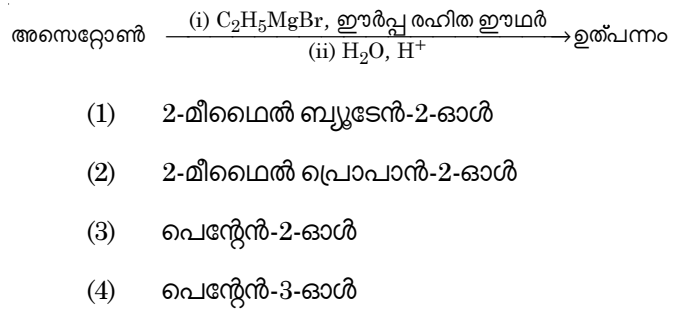 (i) C₂H₅MgBr, ഈർപ്പ രഹിത ഈഥർ
അസെറ്റോൺ ⟶ ഉത്പന്നം
(ii) H₂O, H⁺
(1) 2-മീഥൈൽ ബ്യൂടേൻ-2-ഓൾ
(2) 2-മീഥൈൽ പ്രൊപാൻ-2-ഓൾ
(3) പെന്റേൻ-2-ഓൾ
(4) പെന്റേൻ-3-ഓൾ